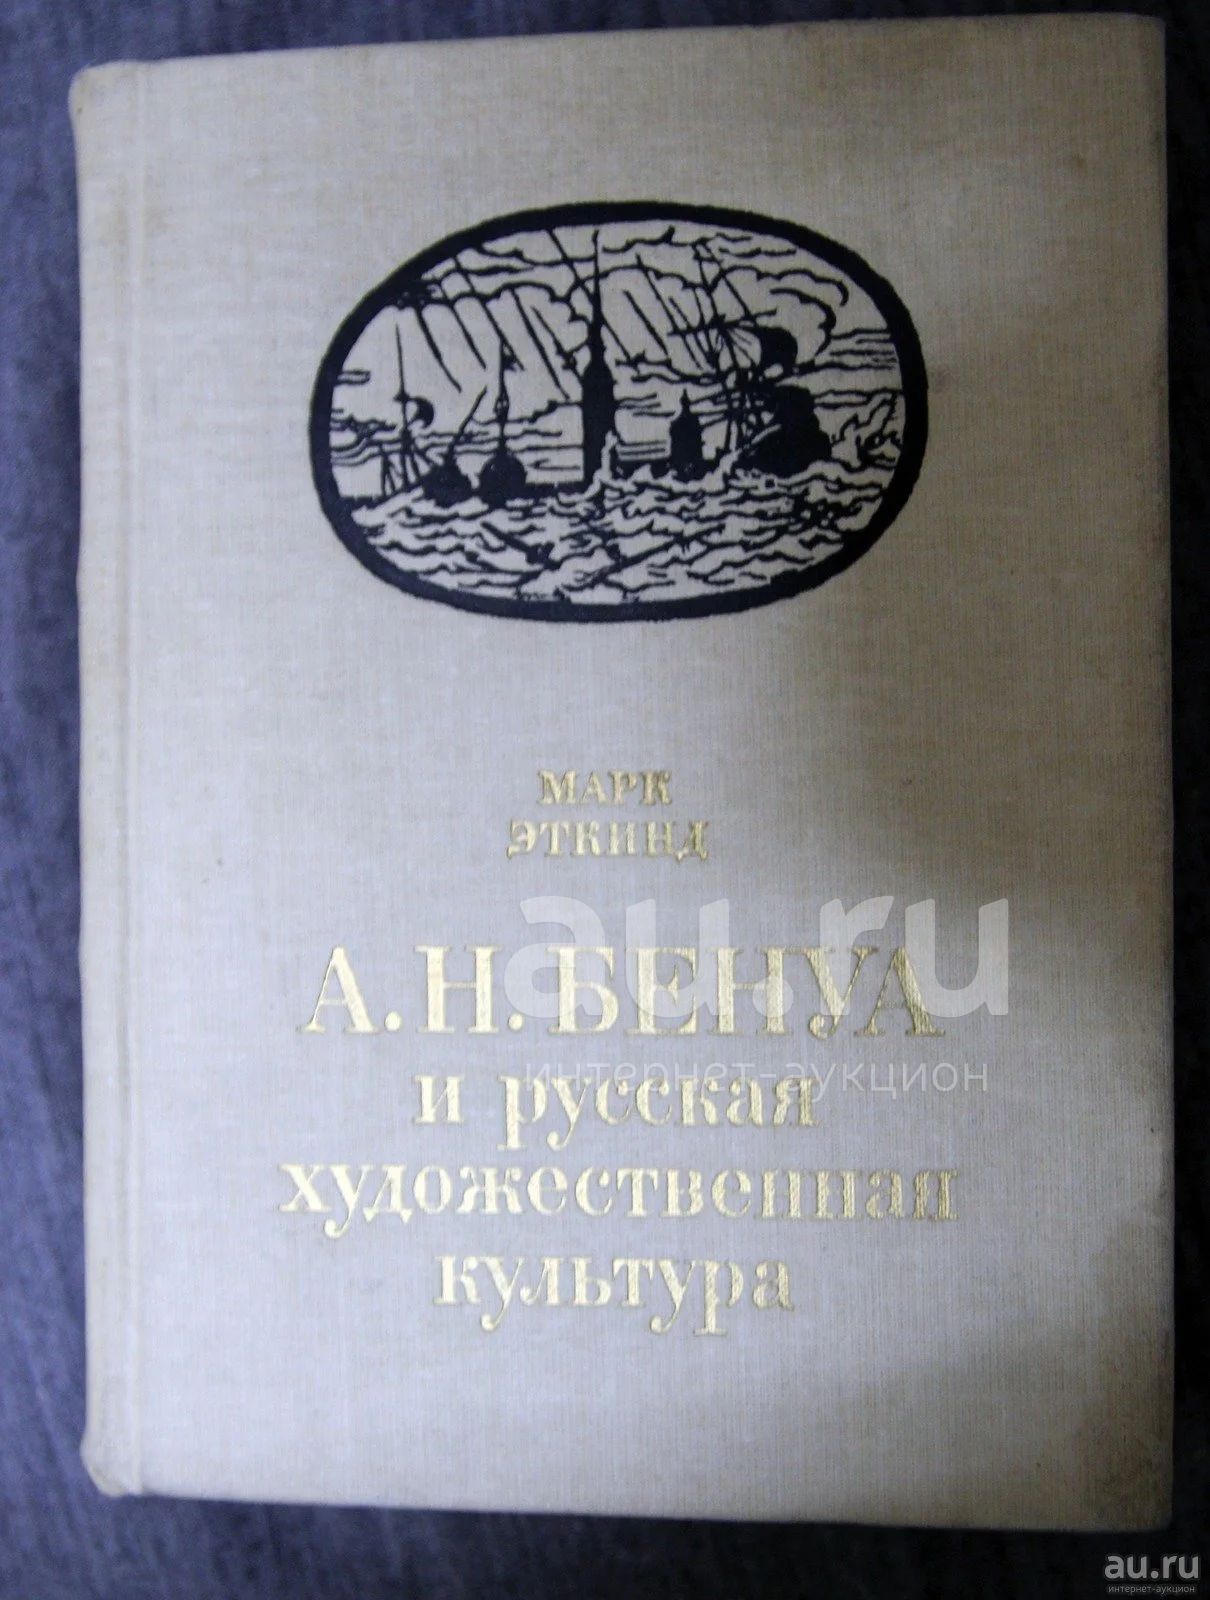 МАРК
ЭТКИНД
au.ru
А.Н.БЕНУА
интернет-аукцион
и русская
художественная
культура
au.ru
интернет-аукцион